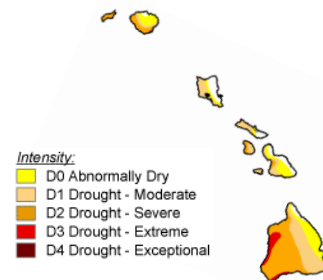 Intensity:
D0 Abnormally Dry
D1 Drought - Moderate
D2 Drought - Severe
D3 Drought - Extreme
D4 Drought - Exceptional